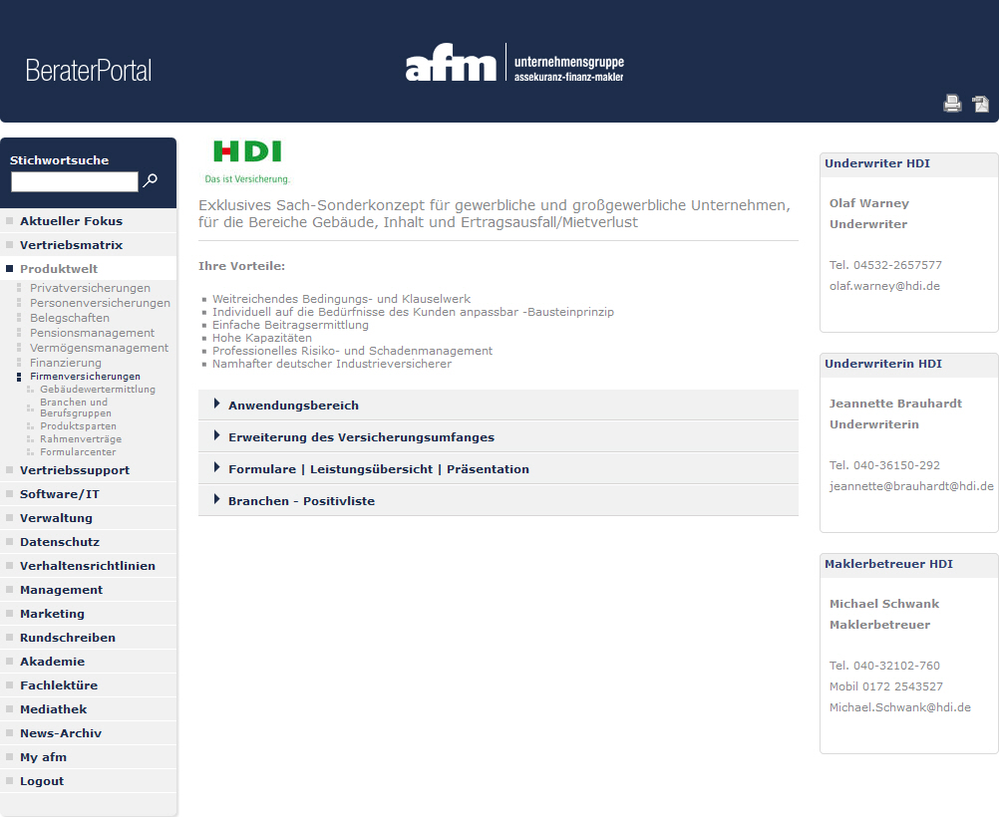 BeraterPortal
afm
unternehmensgruppe
assekuranz-finanz-makler
Stichwortsuche
Aktueller Fokus
Vertriebsmatrix
Produktwelt
Privatversicherungen
Personenversicherungen
Belegschaften
Pensionsmanagement
Vermögensmanagement
Finanzierung
Firmenversicherungen
Gebäudewertermittlung
Branchen und
Berufsgruppen
Produktsparten
Rahmenverträge
Formularcenter
Vertriebssupport
Software/IT
Verwaltung
Datenschutz
Verhaltensrichtlinien
Management
Marketing
Rundschreiben
Akademie
Fachlektüre
Mediathek
News-Archiv
My afm
Logout
HDI
Das ist Versicherung.
Exklusives Sach-Sonderkonzept für gewerbliche und großgewerbliche Unternehmen,
für die Bereiche Gebäude, Inhalt und Ertragsausfall/Mietverlust
Ihre Vorteile:
Weitreichendes Bedingungs- und Klauselwerk
Individuell auf die Bedürfnisse des Kunden anpassbar -Bausteinprinzip
Einfache Beitragsermittlung
Hohe Kapazitäten
Professionelles Risiko- und Schadenmanagement
Namhafter deutscher Industrieversicherer
Anwendungsbereich
Erweiterung des Versicherungsumfanges
Formulare | Leistungsübersicht | Präsentation
Branchen - Positivliste
Underwriter HDI
Olaf Warney
Underwriter
Tel. 04532-2657577
olaf.warney@hdi.de
Underwriterin HDI
Jeannette Brauhardt
Underwriterin
Tel. 040-36150-292
jeannette@brauhardt@hdi.de
Maklerbetreuer HDI
Michael Schwank
Maklerbetreuer
Tel. 040-32102-760
Mobil 0172 2543527
Michael.Schwank@hdi.de